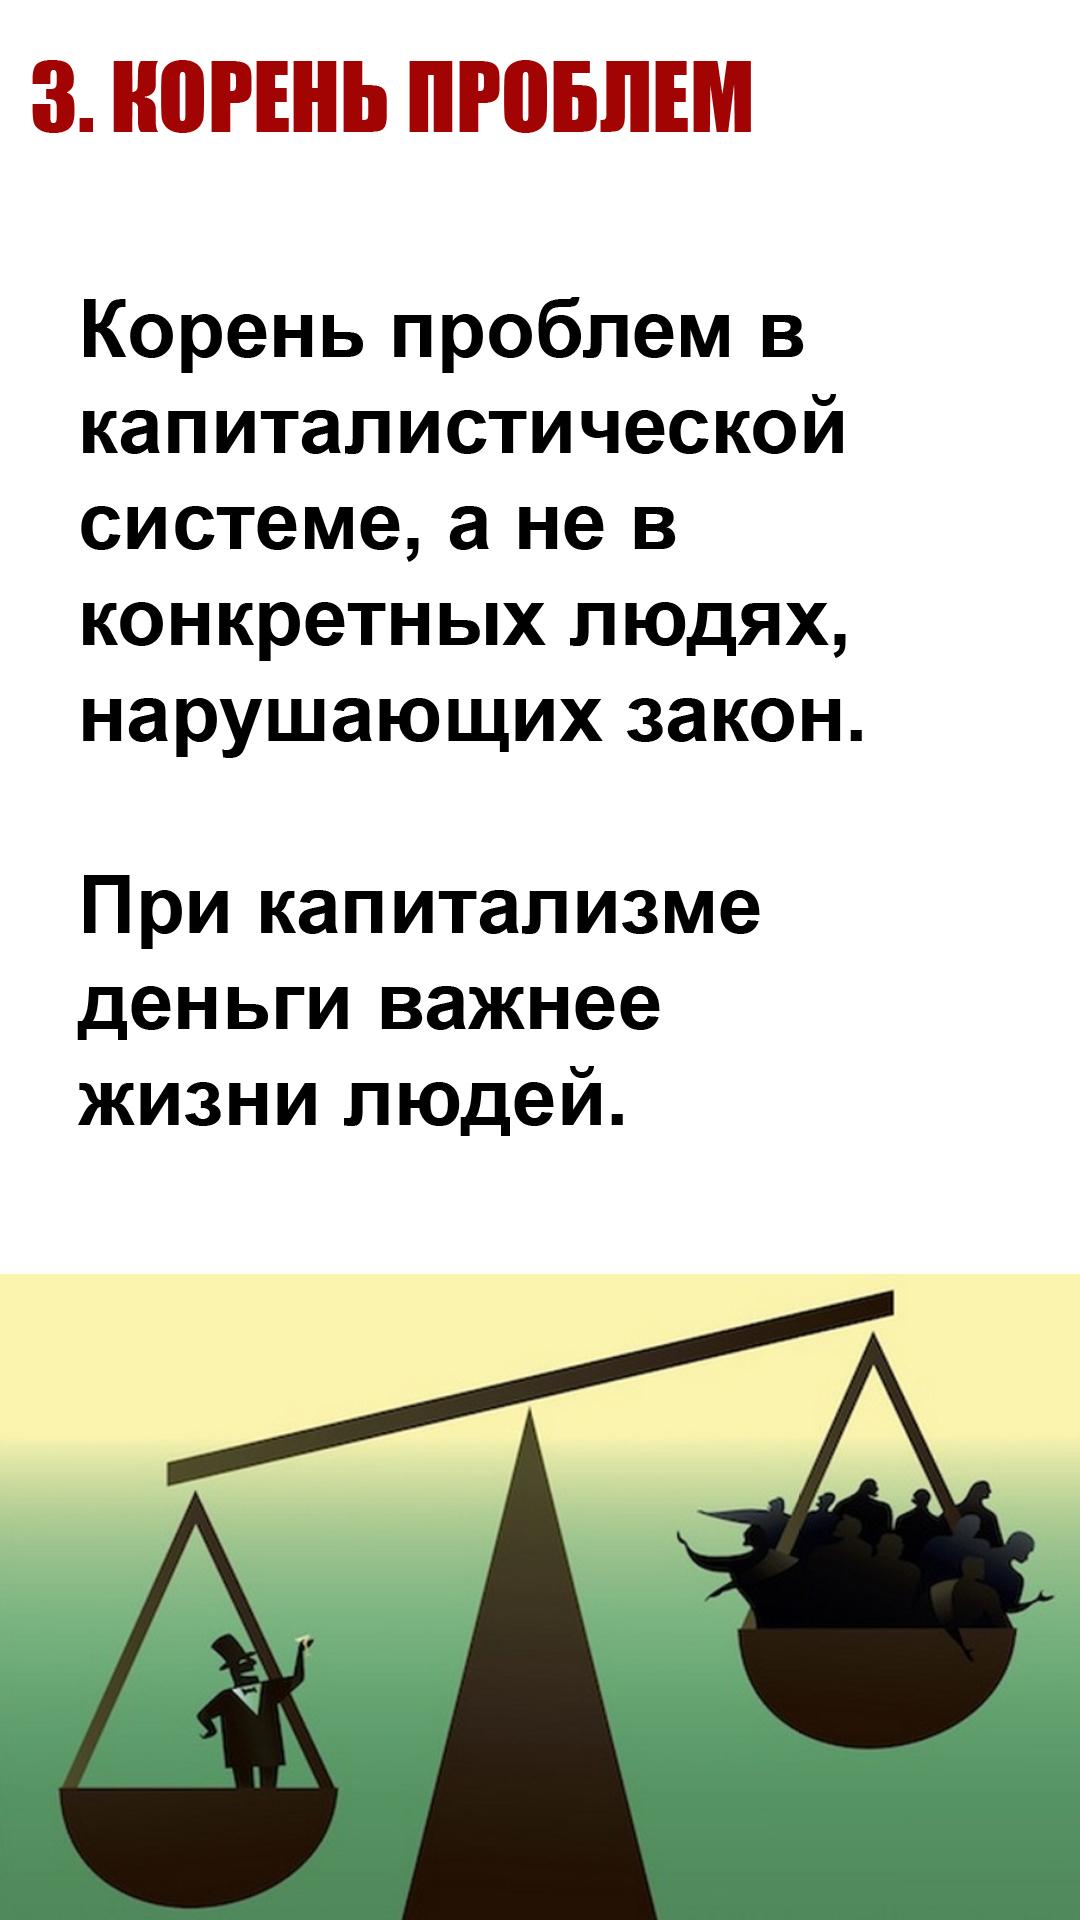 3. КОРЕНЬ ПРОБЛЕМ
Корень проблем в
капиталистической
системе, а не в
конкретных людях,
нарушающих закон.
При капитализме
деньги важнее
жизни людей.